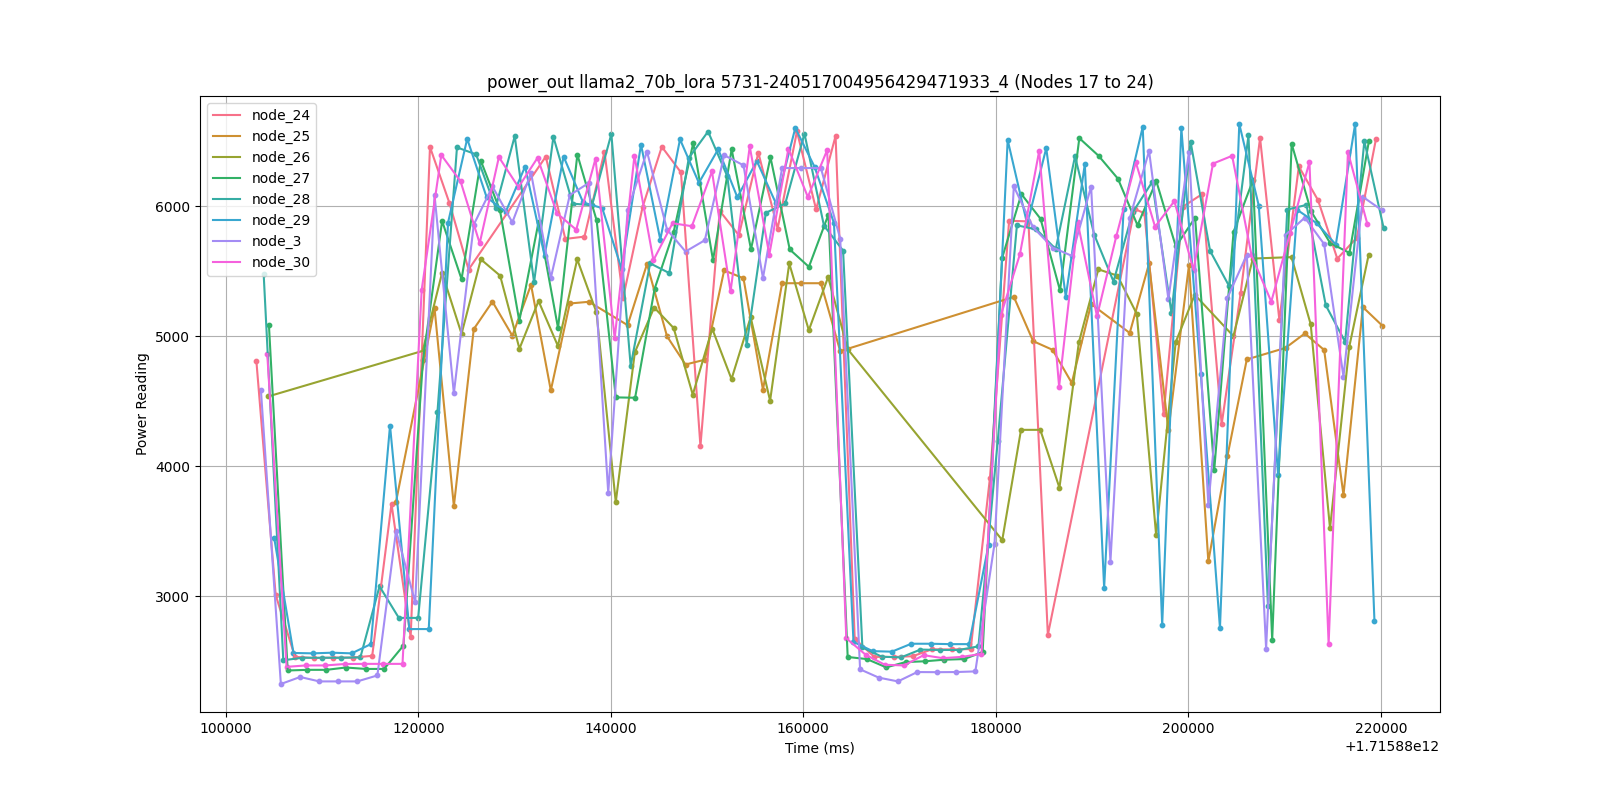 power_out llama2_70b_lora 5731-240517004956429471933_4 (Nodes 17 to 24)
node_24
node_25
node_26
node_27
node_28
node_29
node_3
node_30
6000
5000
4000
3000
Power Reading
100000 120000 140000 160000 180000 200000 220000
Time (ms)
+1.71588e12